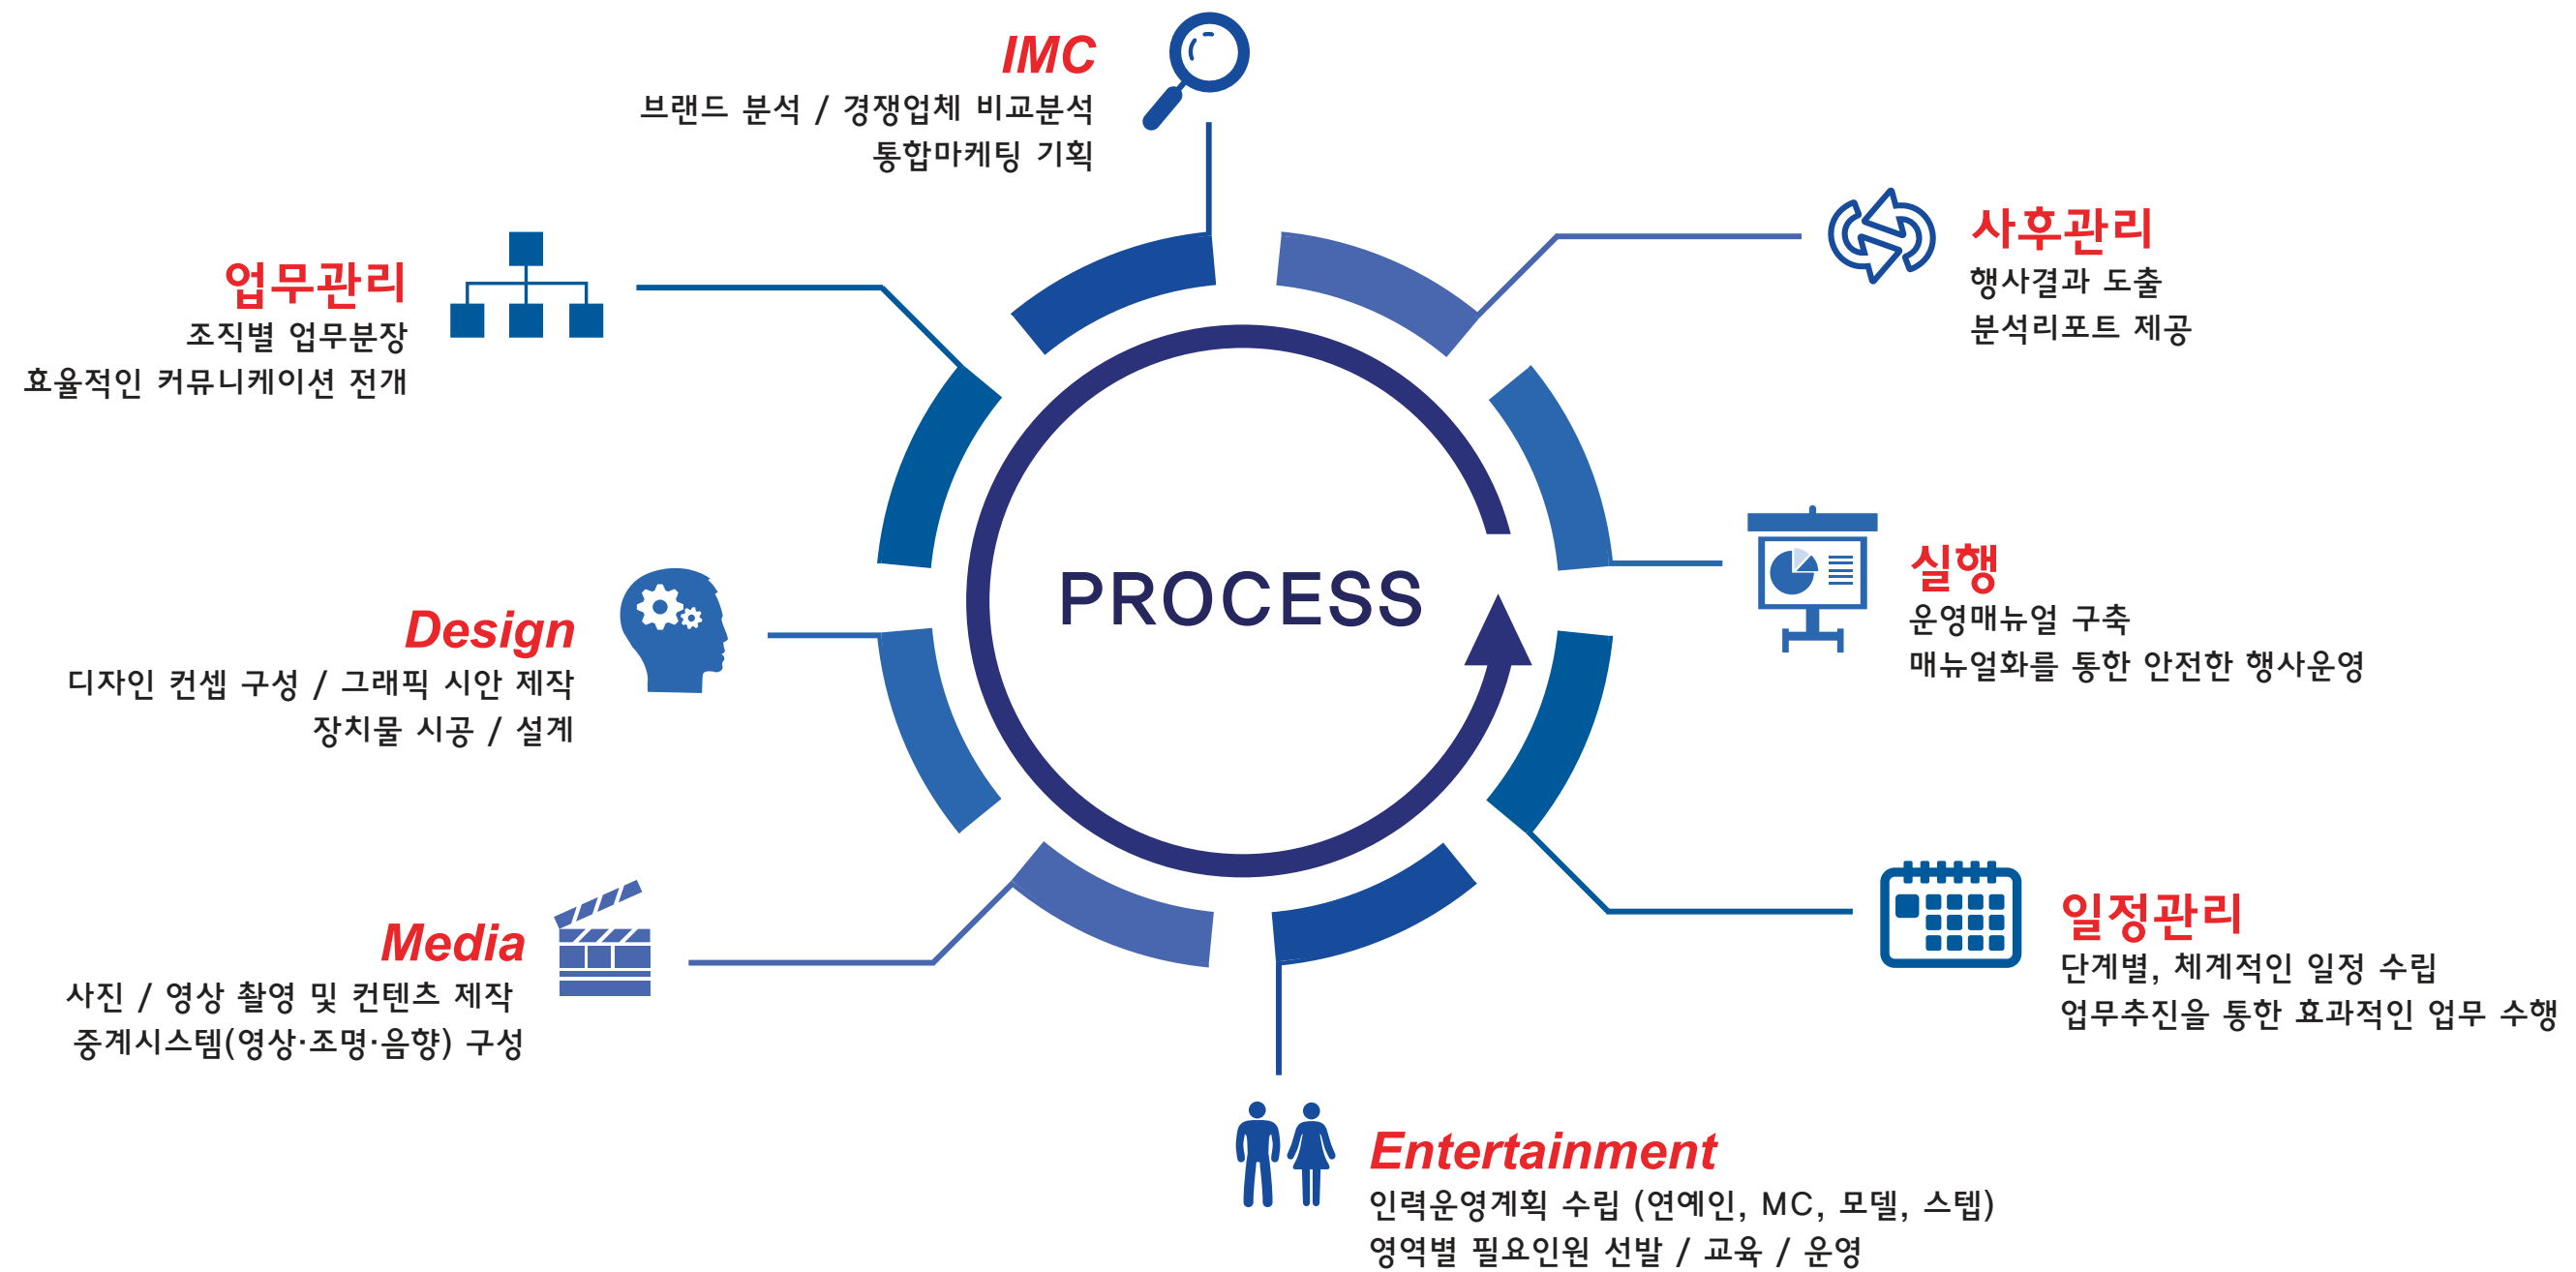 IMC
브랜드 분석 / 경쟁업체 비교분석
통합마케팅 기획
사후관리
행사결과 도출
분석리포트 제공
업무관리
조직별 업무분장
효율적인 커뮤니케이션 전개
PROCESS
실행
운영매뉴얼 구축
매뉴얼화를 통한 안전한 행사운영
Design
디자인 컨셉 구성 / 그래픽 시안 제작
장치물 시공 / 설계
일정관리
단계별, 체계적인 일정 수립
업무추진을 통한 효과적인 업무 수행
Media
사진 / 영상 촬영 및 컨텐츠 제작
중계시스템(영상·조명·음향) 구성
Entertainment
인력운영계획 수립 (연예인, MC, 모델, 스텝)
영역별 필요인원 선발 / 교육 / 운영